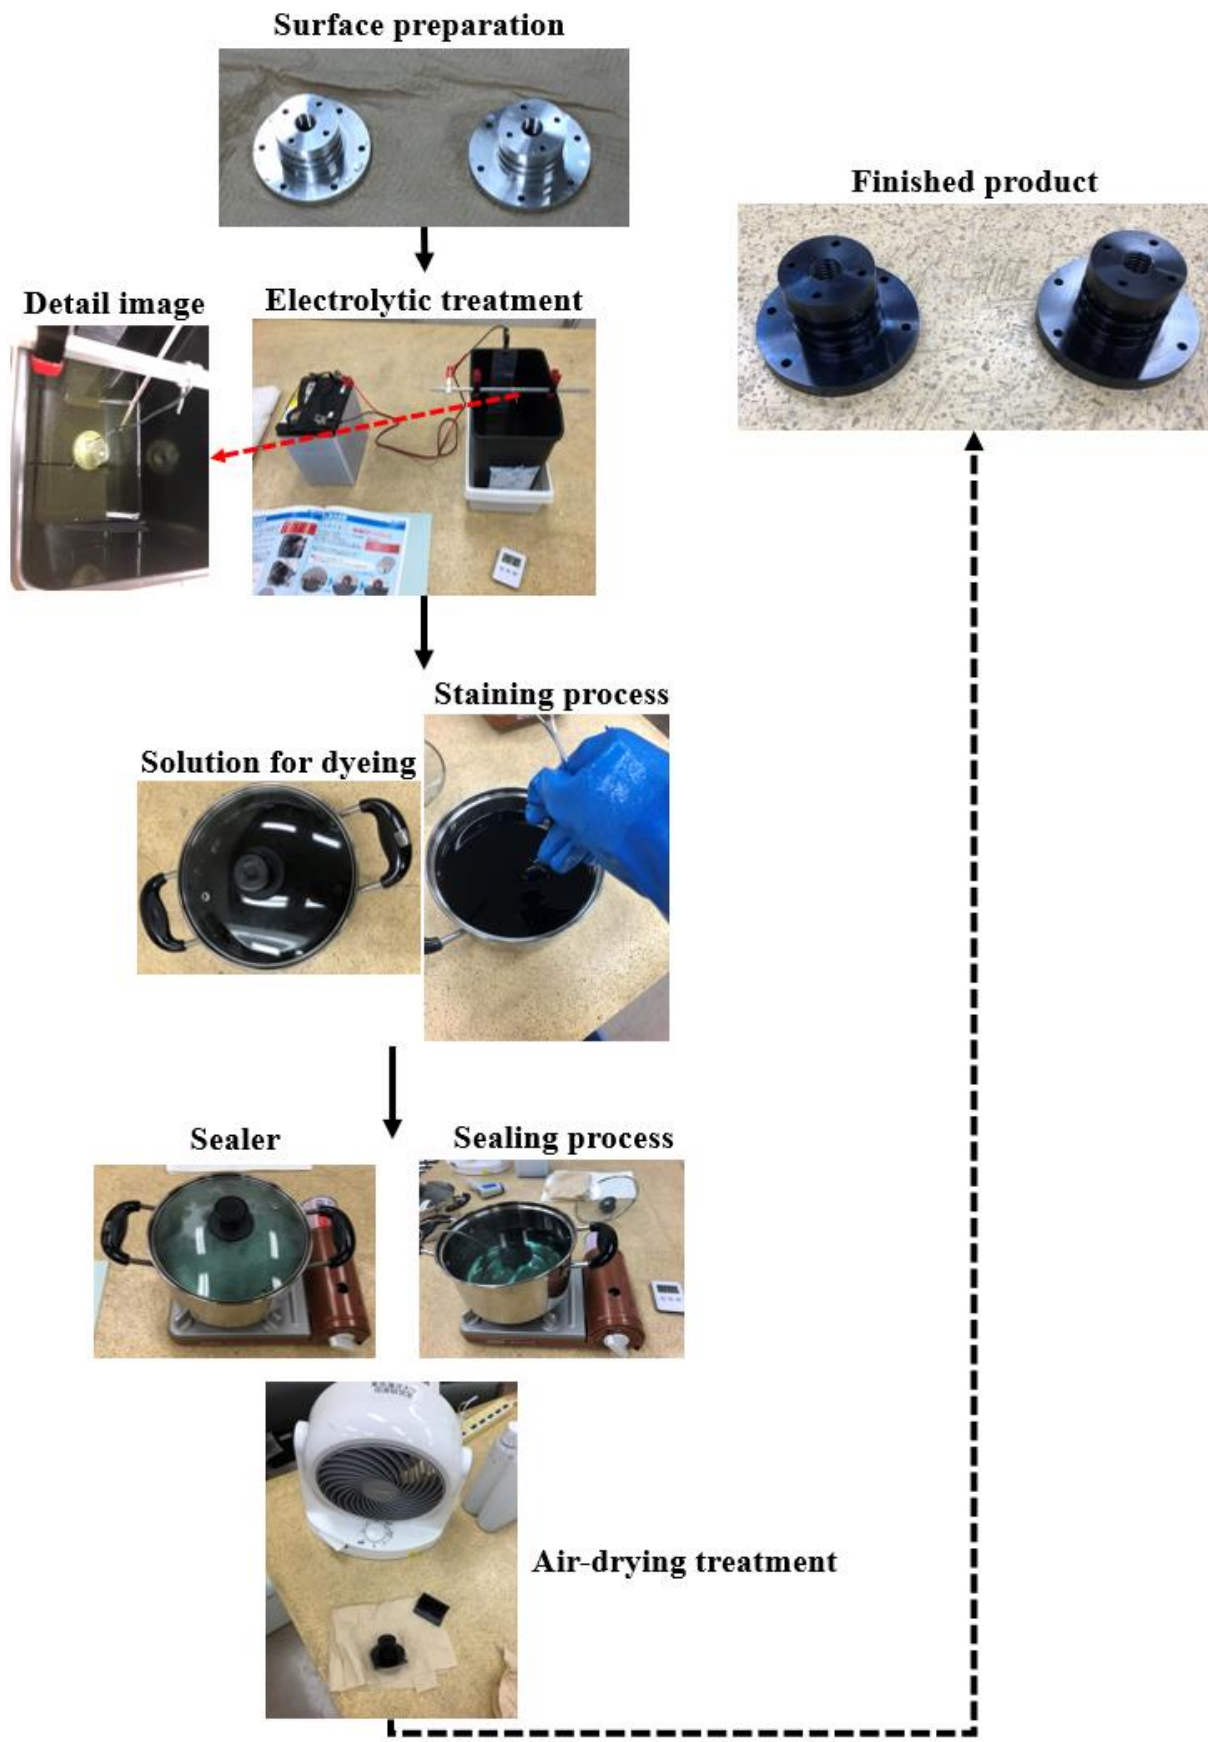 Surface preparation
Finished product
Detail image
Electrolytic treatment
Staining process
Solution for dyeing
Sealer
Sealing process
Air-drying treatment